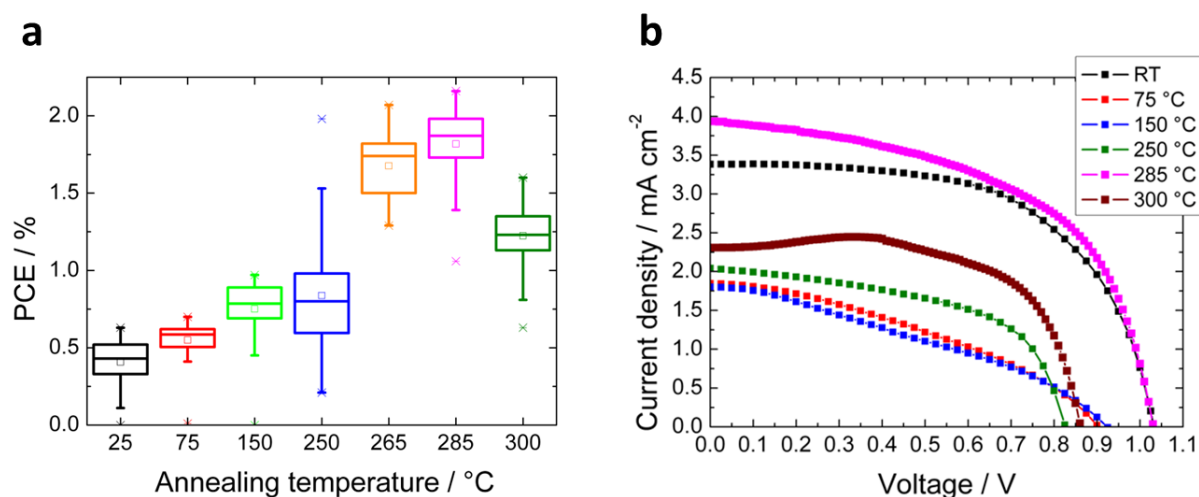 a
PCE / %
2.0
1.5
1.0
0.5
0.0
25 75 150 250 265 285 300
Annealing temperature / °C
b
Current density / mA cm⁻²
4.5
4.0
3.5
3.0
2.5
2.0
1.5
1.0
0.5
0.0
0.0 0.1 0.2 0.3 0.4 0.5 0.6 0.7 0.8 0.9 1.0 1.1
Voltage / V
RT
75 °C
150 °C
250 °C
285 °C
300 °C